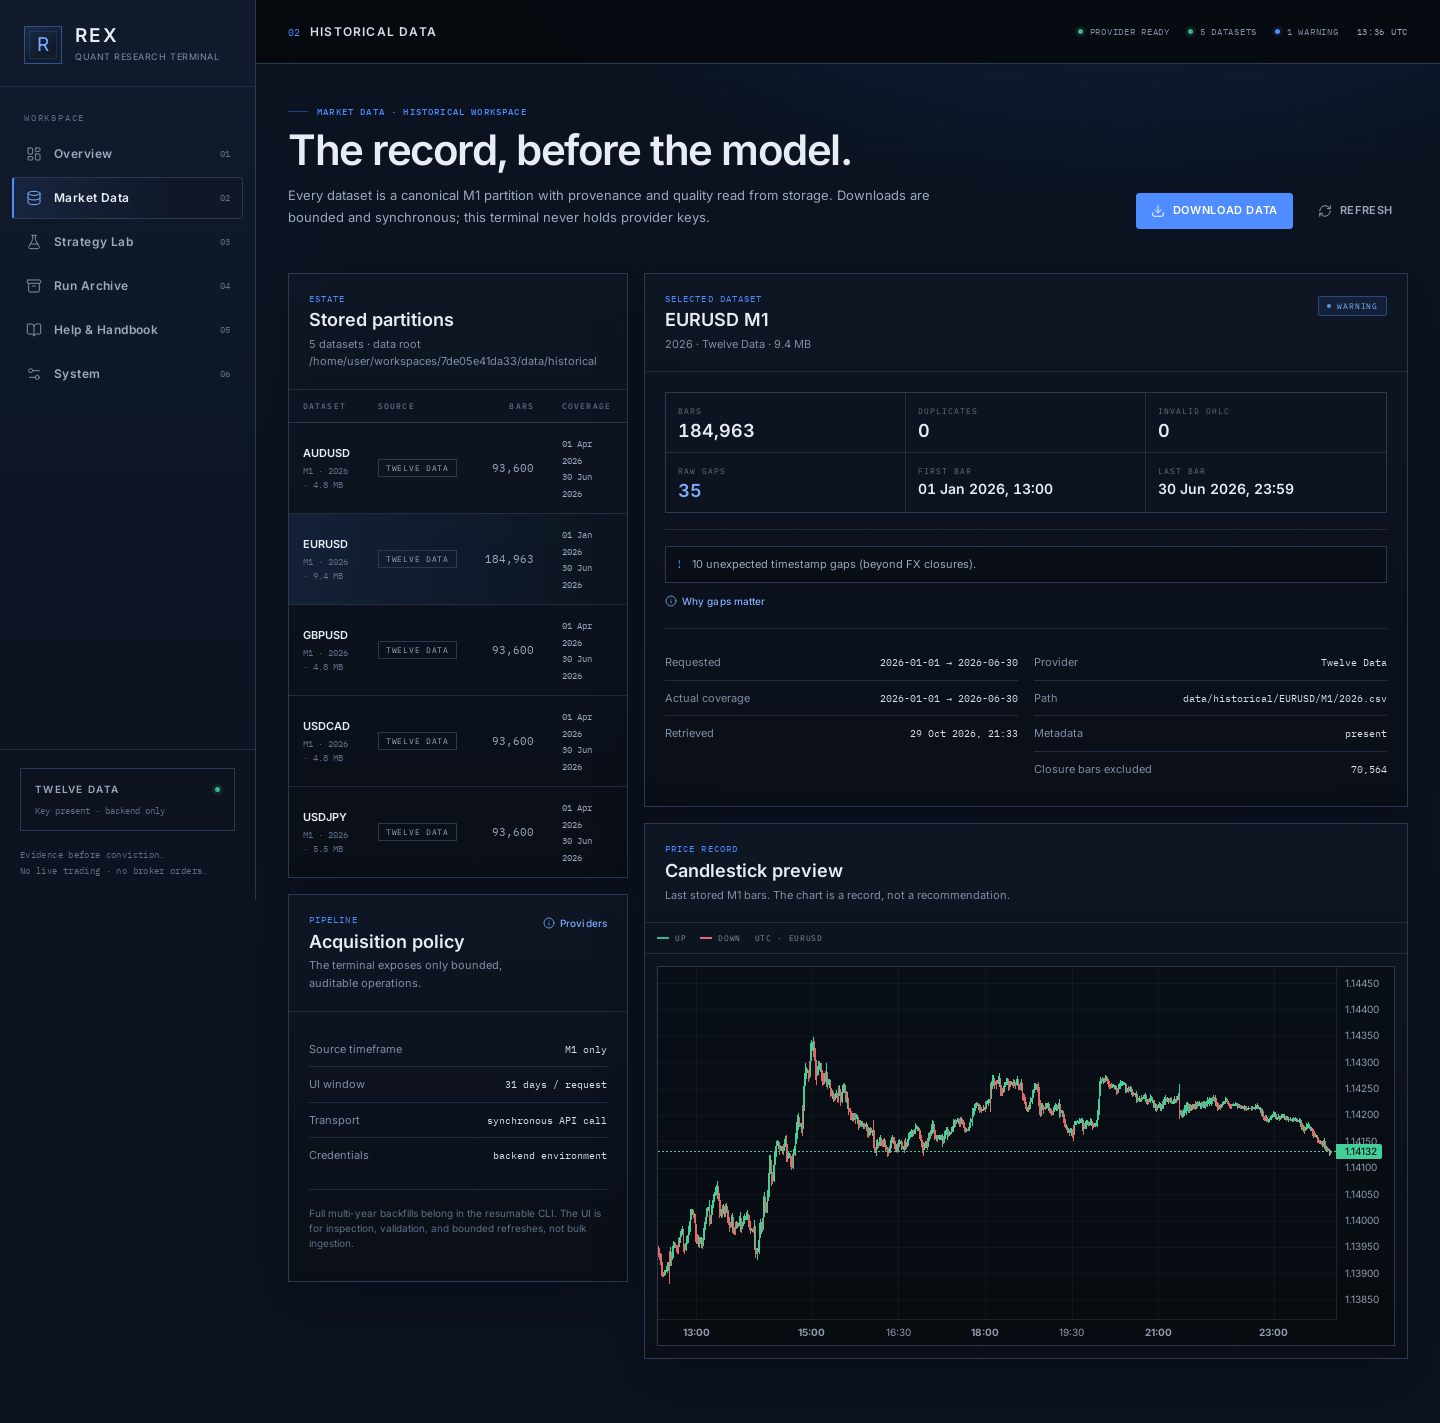 R
REX
QUANT RESEARCH TERMINAL
WORKSPACE
Overview 01
Market Data 02
Strategy Lab 03
Run Archive 04
Help & Handbook 05
System 06
TWELVE DATA
Key present · backend only
Evidence before conviction.
No live trading · no broker orders.
02 HISTORICAL DATA
PROVIDER READY 5 DATASETS 1 WARNING 13:36 UTC
MARKET DATA · HISTORICAL WORKSPACE
The record, before the model.
Every dataset is a canonical M1 partition with provenance and quality read from storage. Downloads are
bounded and synchronous; this terminal never holds provider keys.
DOWNLOAD DATA REFRESH
ESTATE
Stored partitions
5 datasets · data root
/home/user/workspaces/7de05e41da33/data/historical
DATASET SOURCE BARS COVERAGE
AUDUSD
M1 · 2026
· 4.8 MB
TWELVE DATA
93,600
01 Apr
2026
30 Jun
2026
EURUSD
M1 · 2026
· 9.4 MB
TWELVE DATA
184,963
01 Jan
2026
30 Jun
2026
GBPUSD
M1 · 2026
· 4.8 MB
TWELVE DATA
93,600
01 Apr
2026
30 Jun
2026
USDCAD
M1 · 2026
· 4.8 MB
TWELVE DATA
93,600
01 Apr
2026
30 Jun
2026
USDJPY
M1 · 2026
· 5.5 MB
TWELVE DATA
93,600
01 Apr
2026
30 Jun
2026
PIPELINE
Acquisition policy
Providers
The terminal exposes only bounded,
auditable operations.
Source timeframe M1 only
UI window 31 days / request
Transport synchronous API call
Credentials backend environment
Full multi-year backfills belong in the resumable CLI. The UI is
for inspection, validation, and bounded refreshes, not bulk
ingestion.
SELECTED DATASET
EURUSD M1
2026 · Twelve Data · 9.4 MB
WARNING
BARS
184,963
DUPLICATES
0
INVALID OHLC
0
RAW GAPS
35
FIRST BAR
01 Jan 2026, 13:00
LAST BAR
30 Jun 2026, 23:59
! 10 unexpected timestamp gaps (beyond FX closures).
Why gaps matter
Requested 2026-01-01 → 2026-06-30
Actual coverage 2026-01-01 → 2026-06-30
Retrieved 29 Oct 2026, 21:33
Provider Twelve Data
Path data/historical/EURUSD/M1/2026.csv
Metadata present
Closure bars excluded 70,564
PRICE RECORD
Candlestick preview
Last stored M1 bars. The chart is a record, not a recommendation.
UP DOWN UTC · EURUSD
1.14450
1.14400
1.14350
1.14300
1.14250
1.14200
1.14150
1.14132
1.14100
1.14050
1.14000
1.13950
1.13900
1.13850
13:00 15:00 16:30 18:00 19:30 21:00 23:00